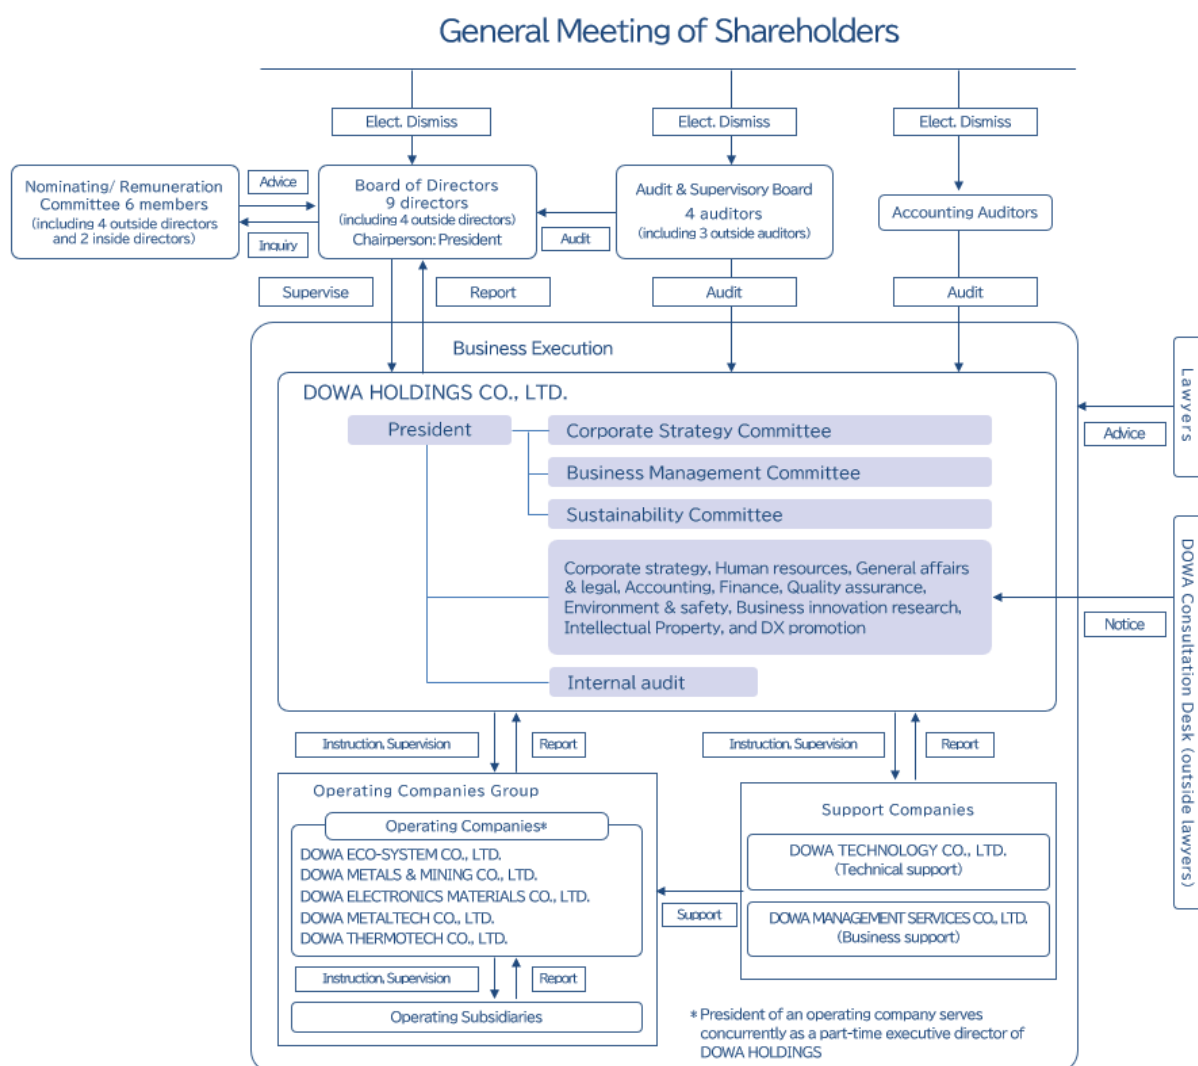 General Meeting of Shareholders
Elect. Dismiss
Elect. Dismiss
Elect. Dismiss
Nominating/ Remuneration
Committee 6 members
(including 4 outside directors
and 2 inside directors)
Advice
Inquiry
Board of Directors
9 directors
(including 4 outside directors)
Chairperson: President
Audit
Audit & Supervisory Board
4 auditors
(including 3 outside auditors)
Accounting Auditors
Supervise
Report
Audit
Audit
Business Execution
DOWA HOLDINGS CO., LTD.
President
Corporate Strategy Committee
Business Management Committee
Sustainability Committee
Corporate strategy, Human resources, General affairs
& legal, Accounting, Finance, Quality assurance,
Environment & safety, Business innovation research,
Intellectual Property, and DX promotion
Internal audit
Lawyers
Advice
DOWA Consultation Desk (outside lawyers)
Notice
Instruction, Supervision
Report
Instruction, Supervision
Report
Operating Companies Group
Operating Companies*
DOWA ECO-SYSTEM CO., LTD.
DOWA METALS & MINING CO., LTD.
DOWA ELECTRONICS MATERIALS CO., LTD.
DOWA METALTECH CO., LTD.
DOWA THERMOTECH CO., LTD.
Instruction, Supervision
Report
Operating Subsidiaries
Support
Support Companies
DOWA TECHNOLOGY CO., LTD.
(Technical support)
DOWA MANAGEMENT SERVICES CO., LTD.
(Business support)
* President of an operating company serves
concurrently as a part-time executive director of
DOWA HOLDINGS